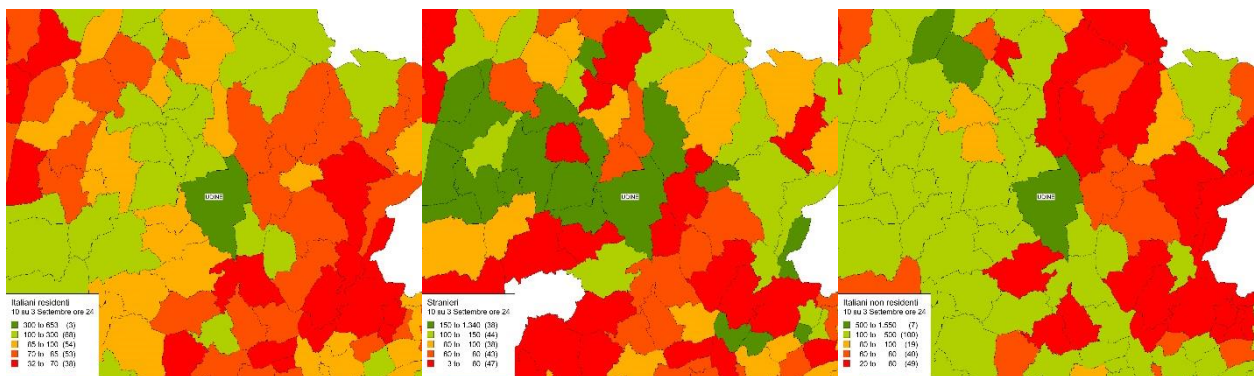 UDINE
Italiani residenti
10 su 3 Settembre ore 24
300 to 653 (3)
100 to 300 (68)
85 to 100 (54)
70 to 85 (53)
32 to 70 (38)
UDINE
Stranieri
10 su 3 Settembre ore 24
150 to 1.340 (38)
100 to 150 (44)
80 to 100 (38)
60 to 80 (43)
3 to 60 (47)
UDINE
Italiani non residenti
10 su 3 Settembre ore 24
500 to 1.550 (7)
100 to 500 (100)
80 to 100 (19)
60 to 80 (40)
20 to 60 (49)